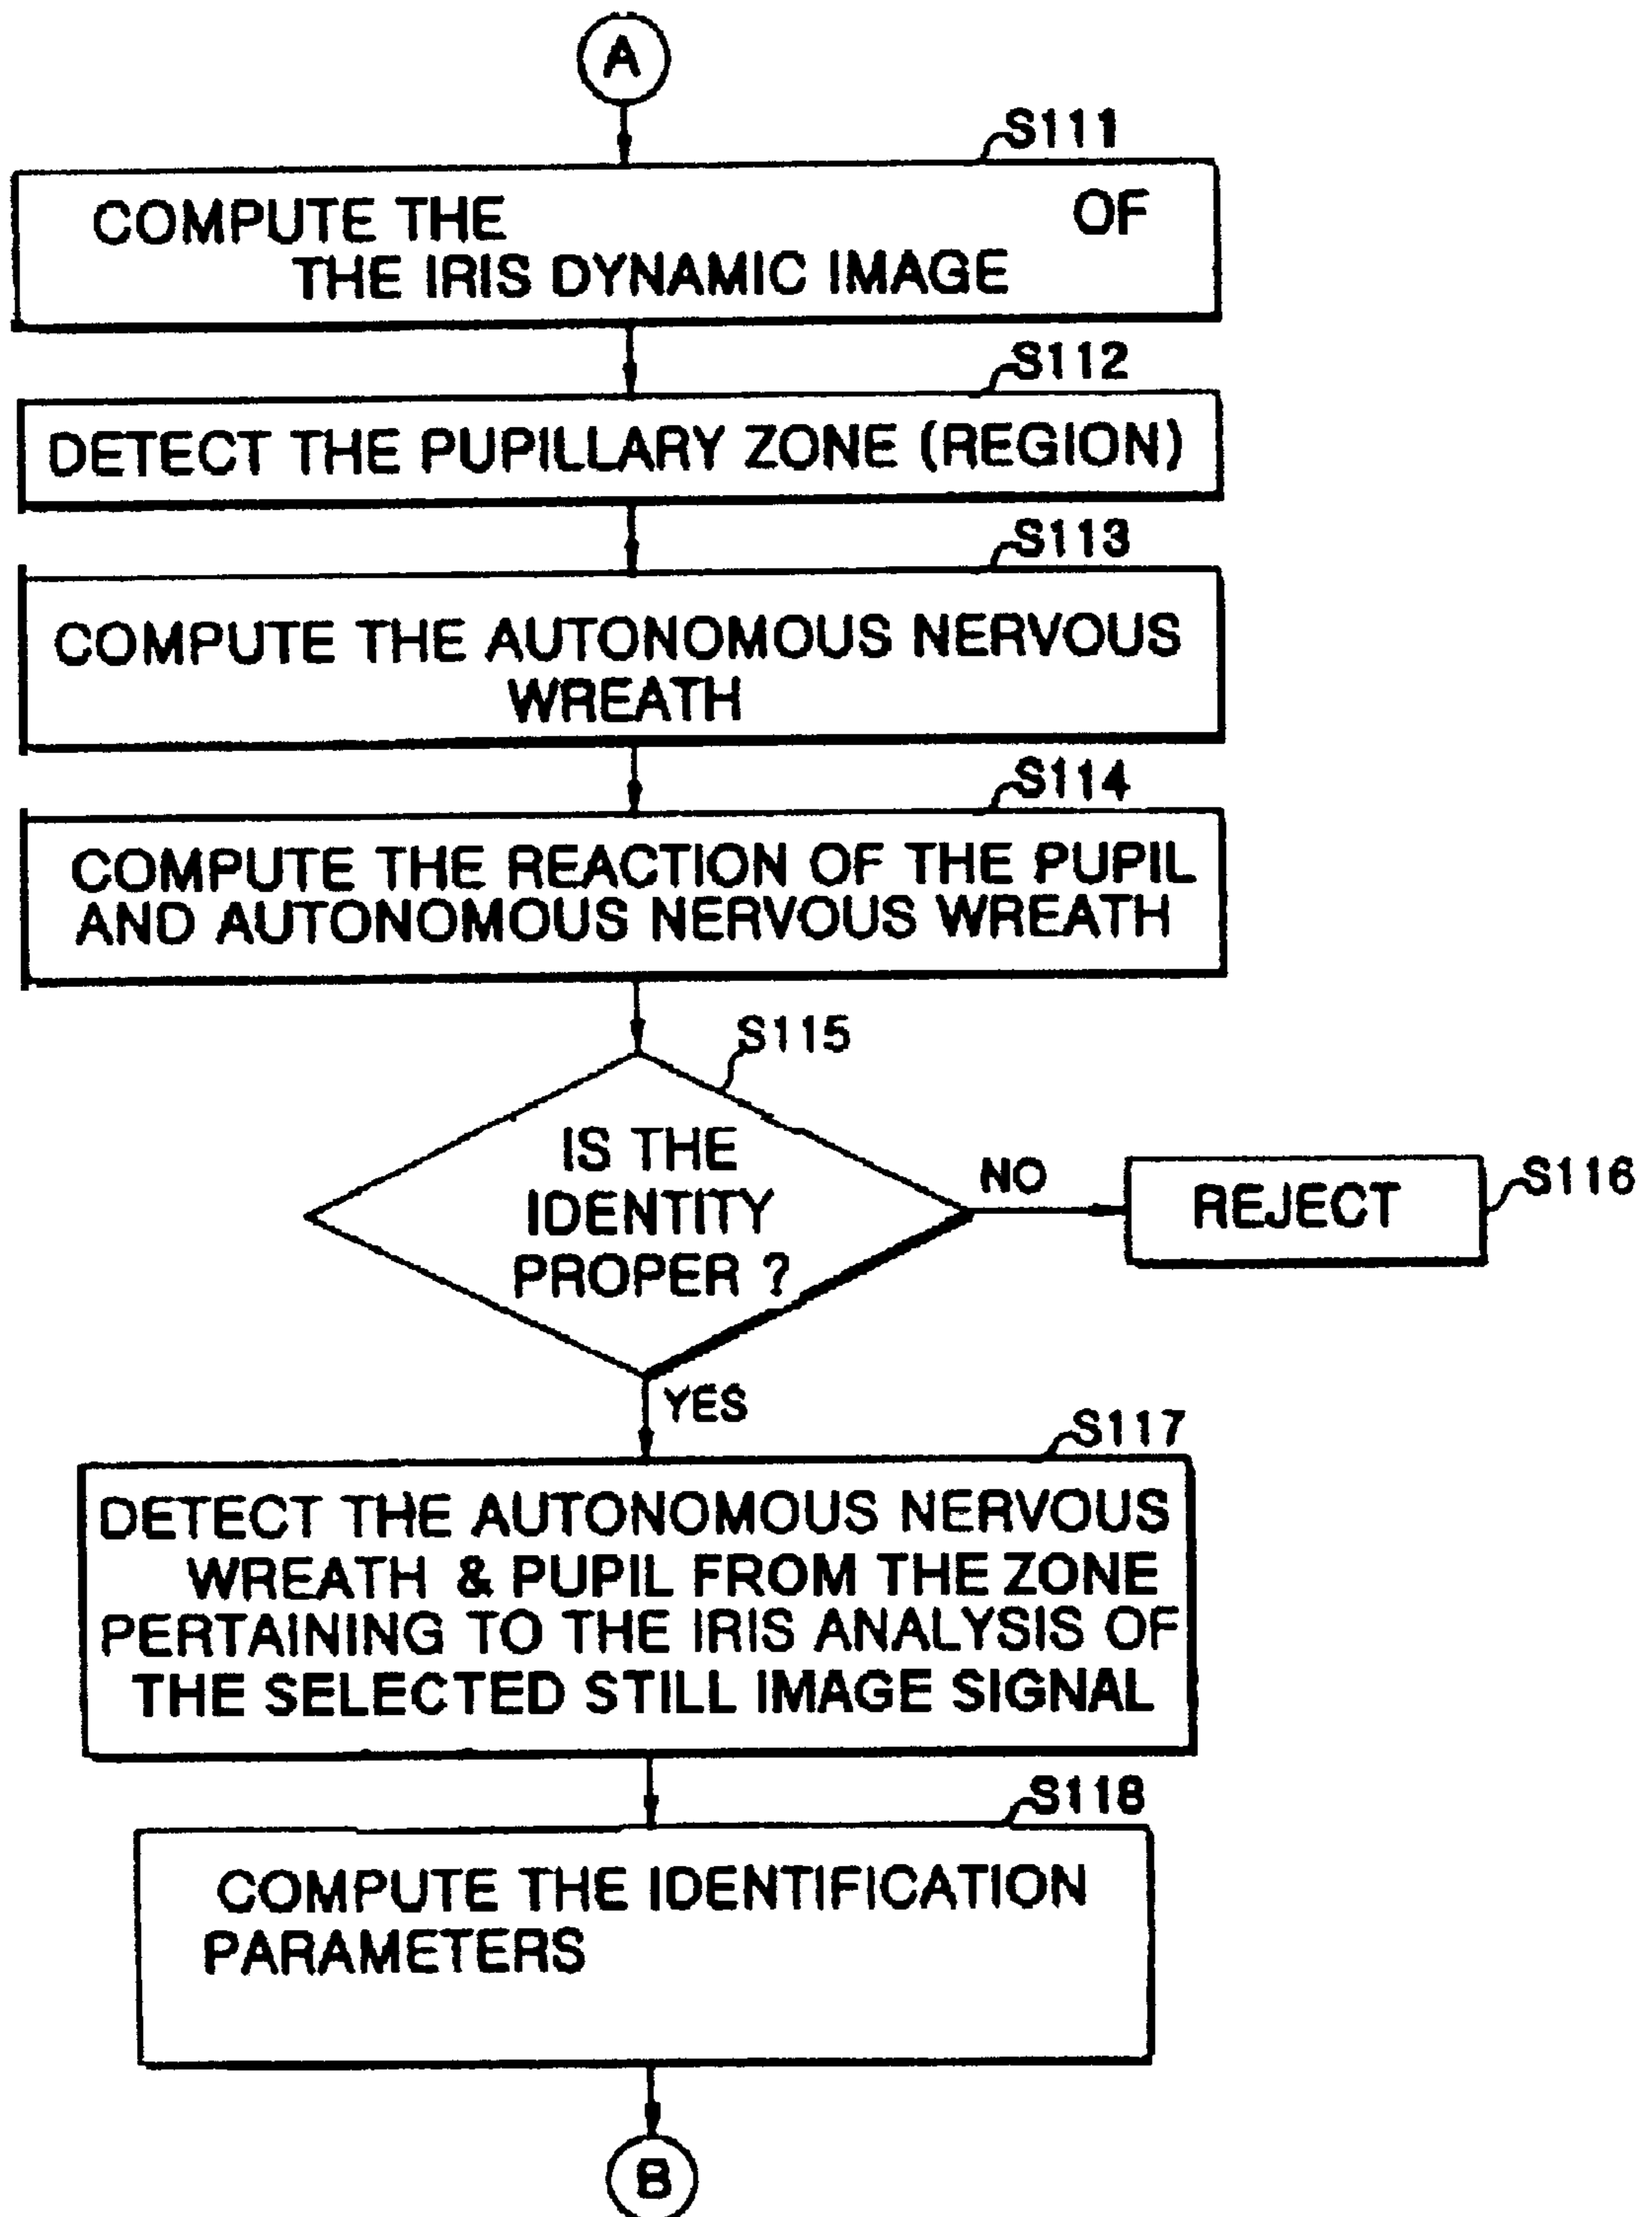 A
S111
COMPUTE THE OF
THE IRIS DYNAMIC IMAGE
S112
DETECT THE PUPILLARY ZONE (REGION)
S113
COMPUTE THE AUTONOMOUS NERVOUS
WREATH
S114
COMPUTE THE REACTION OF THE PUPIL
AND AUTONOMOUS NERVOUS WREATH
S115
IS THE
IDENTITY
PROPER ?
NO
REJECT
S116
YES
S117
DETECT THE AUTONOMOUS NERVOUS
WREATH & PUPIL FROM THE ZONE
PERTAINING TO THE IRIS ANALYSIS OF
THE SELECTED STILL IMAGE SIGNAL
S118
COMPUTE THE IDENTIFICATION
PARAMETERS
B